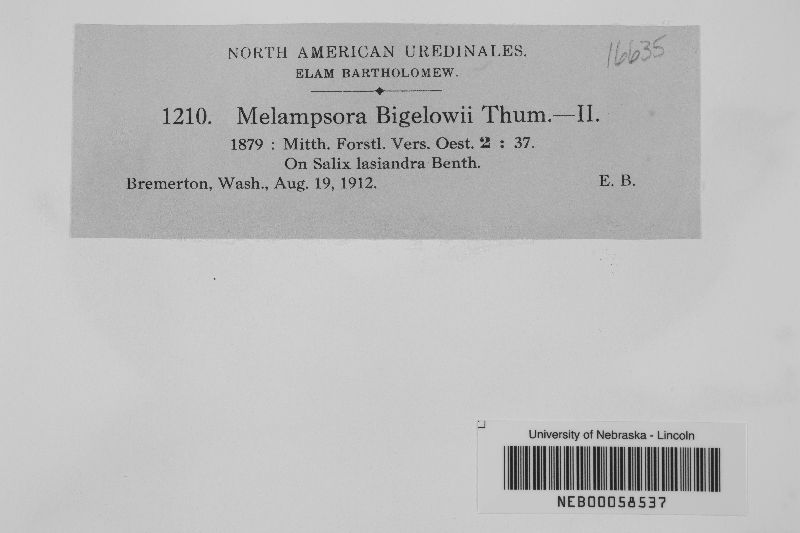 NORTH AMERICAN UREDINALES.
16635
ELAM BARTHOLOMEW.
1210. Melampsora Bigelowii Thum.—II.
1879 : Mitth. Forstl. Vers. Oest. 2 : 37.
On Salix lasiandra Benth.
Bremerton, Wash., Aug. 19, 1912. E. B.
University of Nebraska - Lincoln
NEB00058537